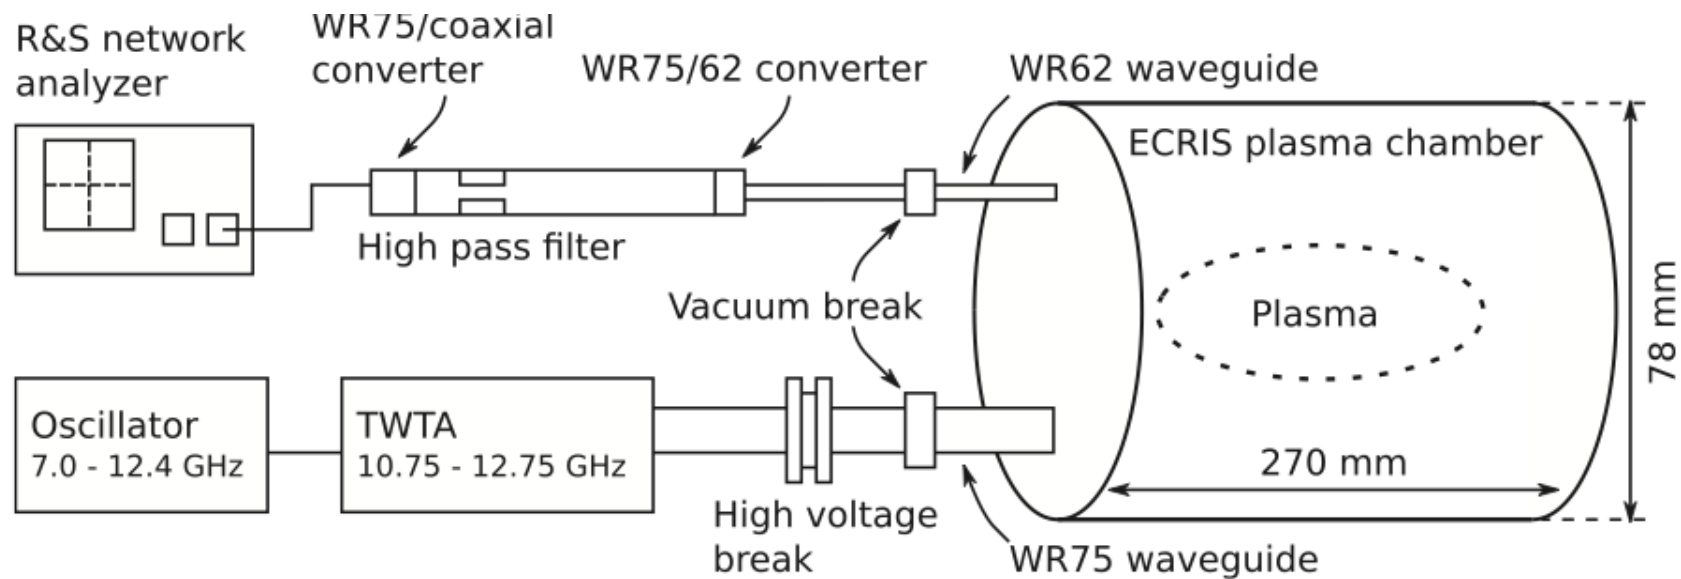 R&S network
analyzer
WR75/coaxial
converter
WR75/62 converter
WR62 waveguide
ECRIS plasma chamber
High pass filter
Vacuum break
Plasma
78 mm
Oscillator
7.0 - 12.4 GHz
TWTA
10.75 - 12.75 GHz
270 mm
High voltage
break
WR75 waveguide